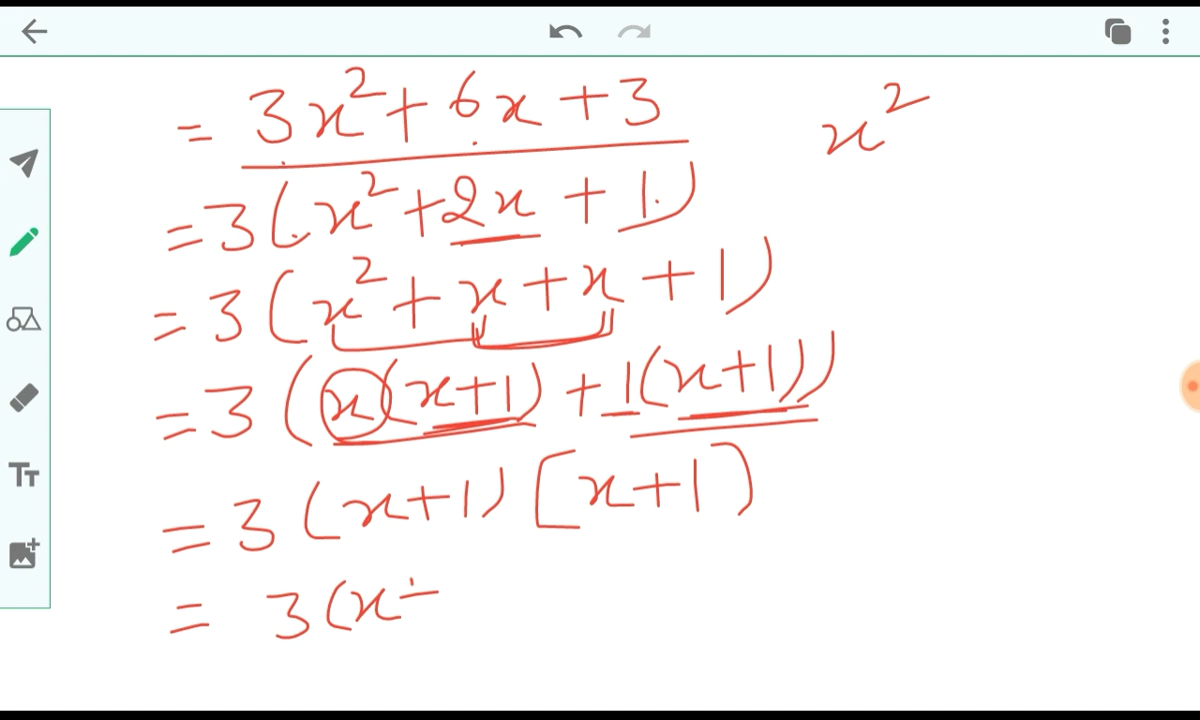 = 3x²+6x+3
x²
=3(x²+2x+1)
=3(x²+x+x+1)
=3(x(x+1)+1(x+1))
=3(x+1)[x+1)
= 3(x+
TT